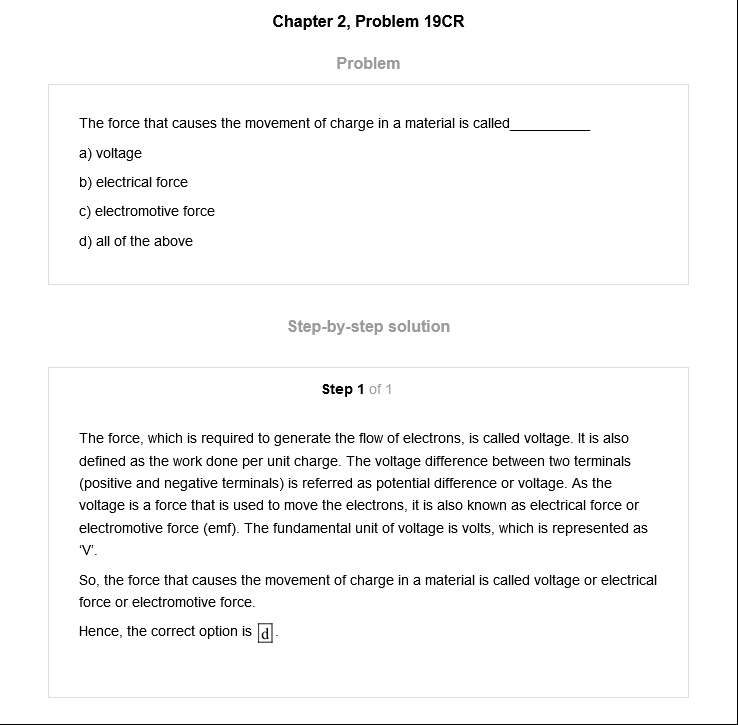 Chapter 2, Problem 19CR
Problem
The force that causes the movement of charge in a material is called___________
a) voltage
b) electrical force
c) electromotive force
d) all of the above
Step-by-step solution
Step 1 of 1
The force, which is required to generate the flow of electrons, is called voltage. It is also
defined as the work done per unit charge. The voltage difference between two terminals
(positive and negative terminals) is referred as potential difference or voltage. As the
voltage is a force that is used to move the electrons, it is also known as electrical force or
electromotive force (emf). The fundamental unit of voltage is volts, which is represented as
‘V’.
So, the force that causes the movement of charge in a material is called voltage or electrical
force or electromotive force.
Hence, the correct option is d.